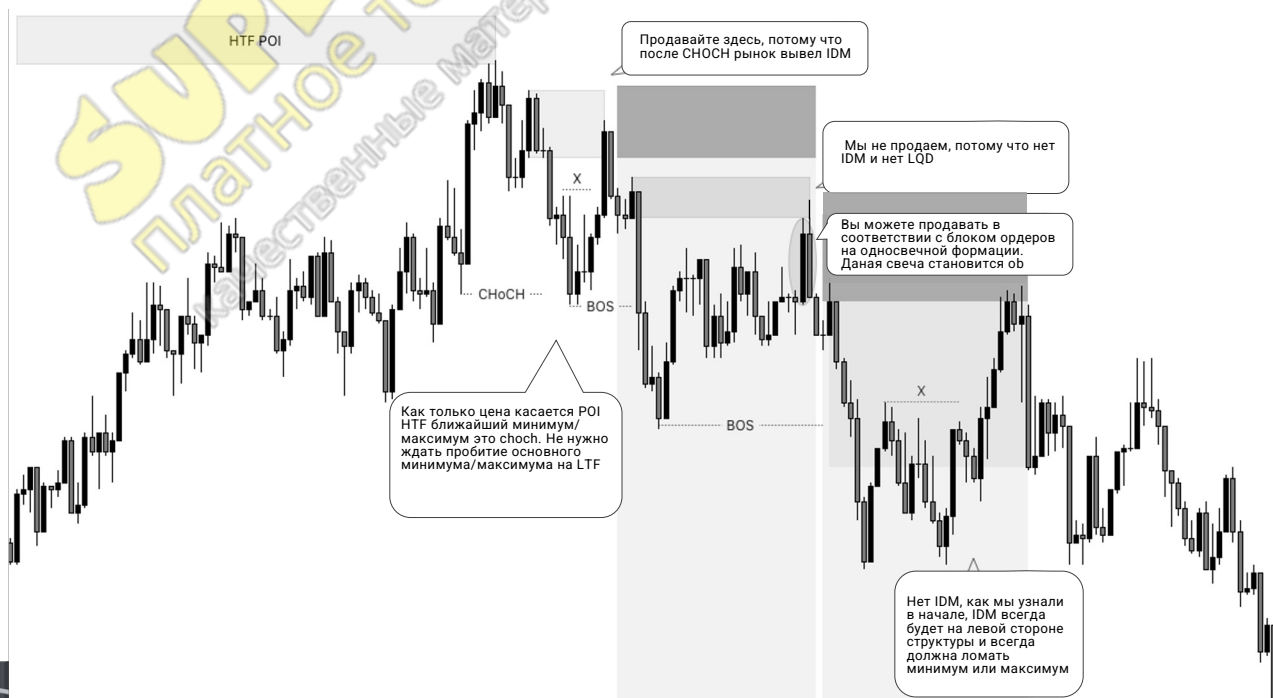 HTF POI
Продавайте здесь, потому что
после CHOCH рынок вывел IDM
Мы не продаем, потому что нет
IDM и нет LQD
X
Вы можете продавать в
соответствии с блоком ордеров
на односвечной формации.
Даная свеча становится ob
CHoCH
BOS
X
Как только цена касается POI
HTF ближайший минимум/
максимум это choch. Не нужно
ждать пробитие основного
минимума/максимума на LTF
BOS
Нет IDM, как мы узнали
в начале, IDM всегда
будет на левой стороне
структуры и всегда
должна ломать
минимум или максимум